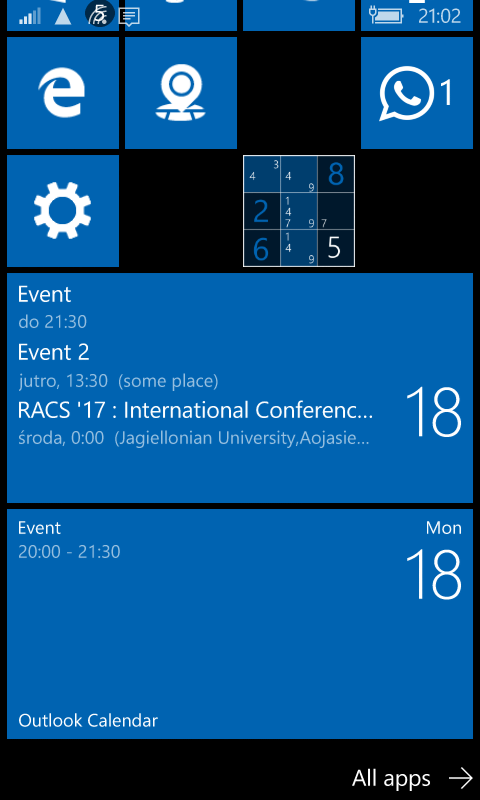 21:02
1
3
4 4 8
9
1
2 4
7 9 7
1
6 4 5
9
Event
do 21:30
Event 2
jutro, 13:30 (some place)
RACS '17 : International Conferenc...
środa, 0:00 (Jagiellonian University,Aojasie...
18
Event
20:00 - 21:30
Mon
18
Outlook Calendar
All apps